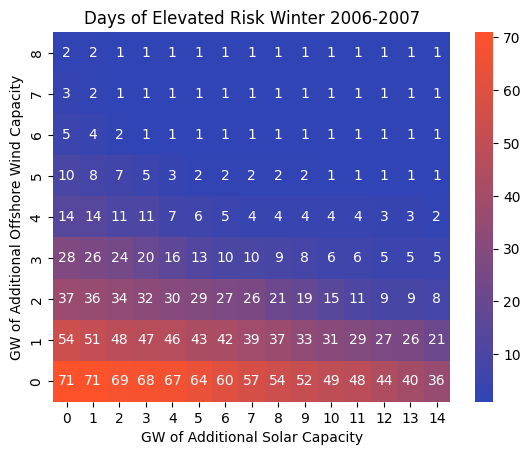 Days of Elevated Risk Winter 2006-2007
GW of Additional Offshore Wind Capacity
8 2 2 1 1 1 1 1 1 1 1 1 1 1 1 1
7 3 2 1 1 1 1 1 1 1 1 1 1 1 1 1
6 5 4 2 1 1 1 1 1 1 1 1 1 1 1 1
5 10 8 7 5 3 2 2 2 2 2 1 1 1 1 1
4 14 14 11 11 7 6 5 4 4 4 4 4 3 3 2
3 28 26 24 20 16 13 10 10 9 8 6 6 5 5 5
2 37 36 34 32 30 29 27 26 21 19 15 11 9 9 8
1 54 51 48 47 46 43 42 39 37 33 31 29 27 26 21
0 71 71 69 68 67 64 60 57 54 52 49 48 44 40 36
0 1 2 3 4 5 6 7 8 9 10 11 12 13 14
GW of Additional Solar Capacity
70
60
50
40
30
20
10